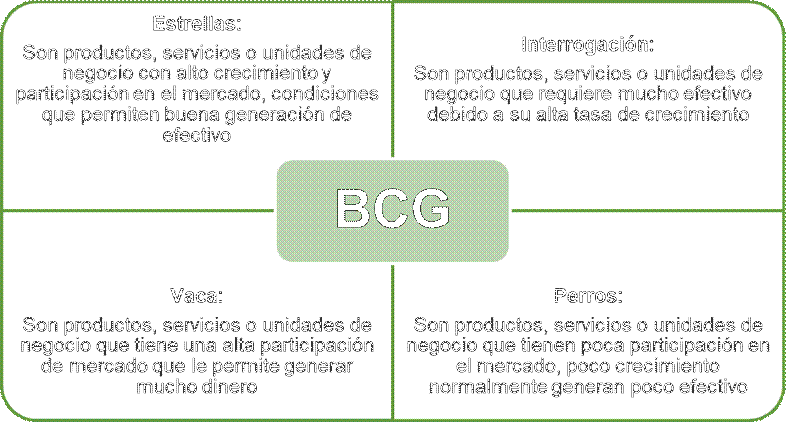 Estrellas:
Son productos, servicios o unidades de
negocio con alto crecimiento y
participación en el mercado, condiciones
que permiten buena generación de
efectivo
Interrogación:
Son productos, servicios o unidades de
negocio que requiere mucho efectivo
debido a su alta tasa de crecimiento
BCG
Vaca:
Son productos, servicios o unidades de
negocio que tiene una alta participación
de mercado que le permite generar
mucho dinero
Perros:
Son productos, servicios o unidades de
negocio que tienen poca participación en
el mercado, poco crecimiento
normalmente generan poco efectivo